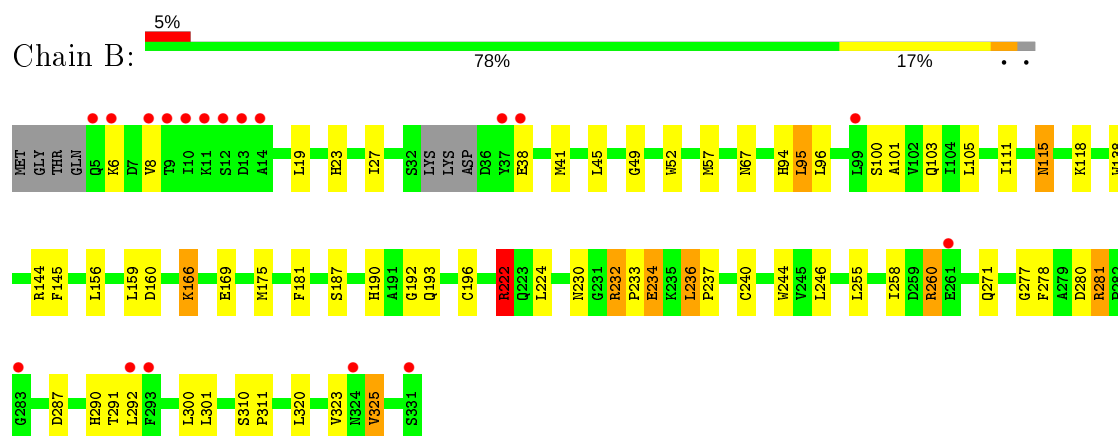 5%
Chain B:
78% 17% • •
MET GLY THR GLN Q5 K6 D7 V8 T9 I10 K11 S12 D13 A14 L19 H23 I27 S32 LYS LYS ASP D36 Y37 E38 M41 L45 G49 W52 M57 N67 H94 L95 L96 L99 S100 A101 V102 Q103 I104 L105 I111 N115 K118 W138
R144 F145 L156 L159 D160 K166 E169 M175 F181 S187 H190 A191 G192 Q193 C196 R222 Q223 L224 N230 G231 R232 P233 E234 K235 L236 P237 C240 W244 V245 L246 L255 I258 D259 R260 E261 Q271 G277 F278 A279 D280 R281 P282
G283 D287 H290 T291 L292 F293 L300 L301 S310 P311 L320 V323 N324 V325 S331